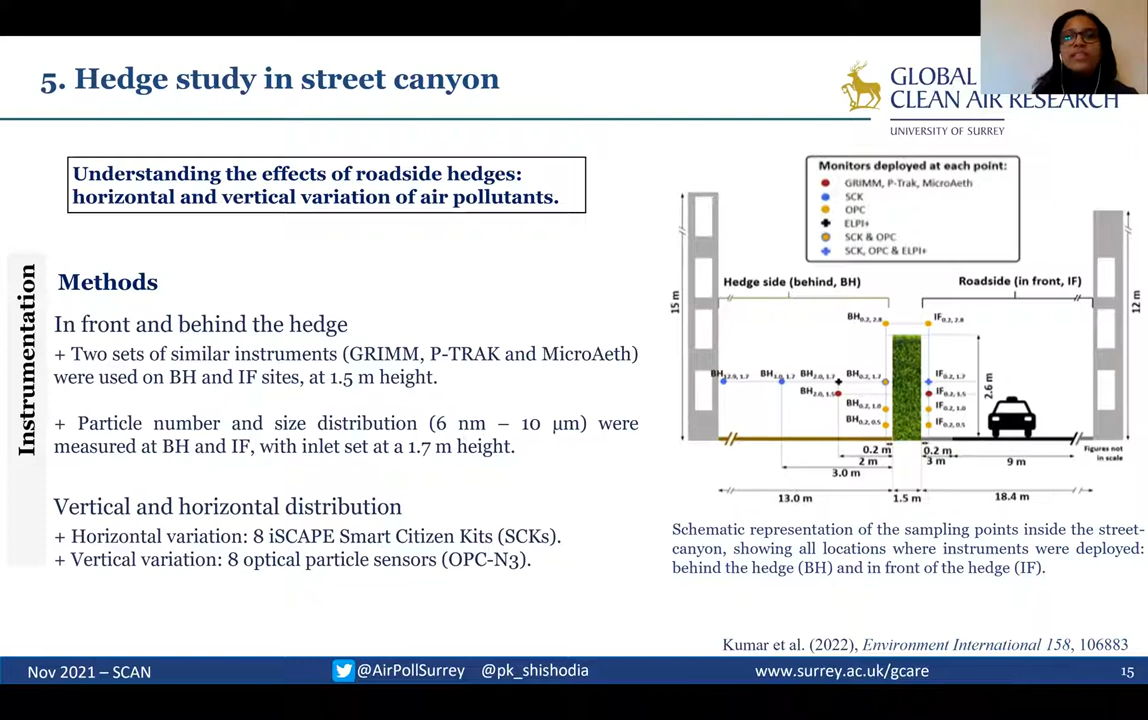 5. Hedge study in street canyon
GLOBAL
CLEAN AIR RESEARCH
UNIVERSITY OF SURREY
Understanding the effects of roadside hedges:
horizontal and vertical variation of air pollutants.
Instrumentation
Methods
In front and behind the hedge
+ Two sets of similar instruments (GRIMM, P-TRAK and MicroAeth)
were used on BH and IF sites, at 1.5 m height.
+ Particle number and size distribution (6 nm – 10 µm) were
measured at BH and IF, with inlet set at a 1.7 m height.
Vertical and horizontal distribution
+ Horizontal variation: 8 iSCAPE Smart Citizen Kits (SCKs).
+ Vertical variation: 8 optical particle sensors (OPC-N3).
Monitors deployed at each point:
GRIMM, P-Trak, MicroAeth
SCK
OPC
ELPI+
SCK & OPC
SCK, OPC & ELPI+
Hedge side (behind, BH)
Roadside (in front, IF)
15 m
12 m
BH0.2, 2.8
IF0.2, 2.8
BH12.9, 1.7
BH3.0, 1.7
BH2.0, 1.7
BH0.2, 1.7
IF0.2, 1.7
BH2.0, 1.5
IF0.2, 1.5
BH0.2, 1.0
IF0.2, 1.0
BH0.2, 0.5
IF0.2, 0.5
2.6 m
0.2 m
0.2 m
2 m
3 m
9 m
3.0 m
Figures not
in scale
13.0 m
1.5 m
18.4 m
Schematic representation of the sampling points inside the street-
canyon, showing all locations where instruments were deployed:
behind the hedge (BH) and in front of the hedge (IF).
Kumar et al. (2022), Environment International 158, 106883
Nov 2021 – SCAN
@AirPollSurrey @pk_shishodia
www.surrey.ac.uk/gcare
15